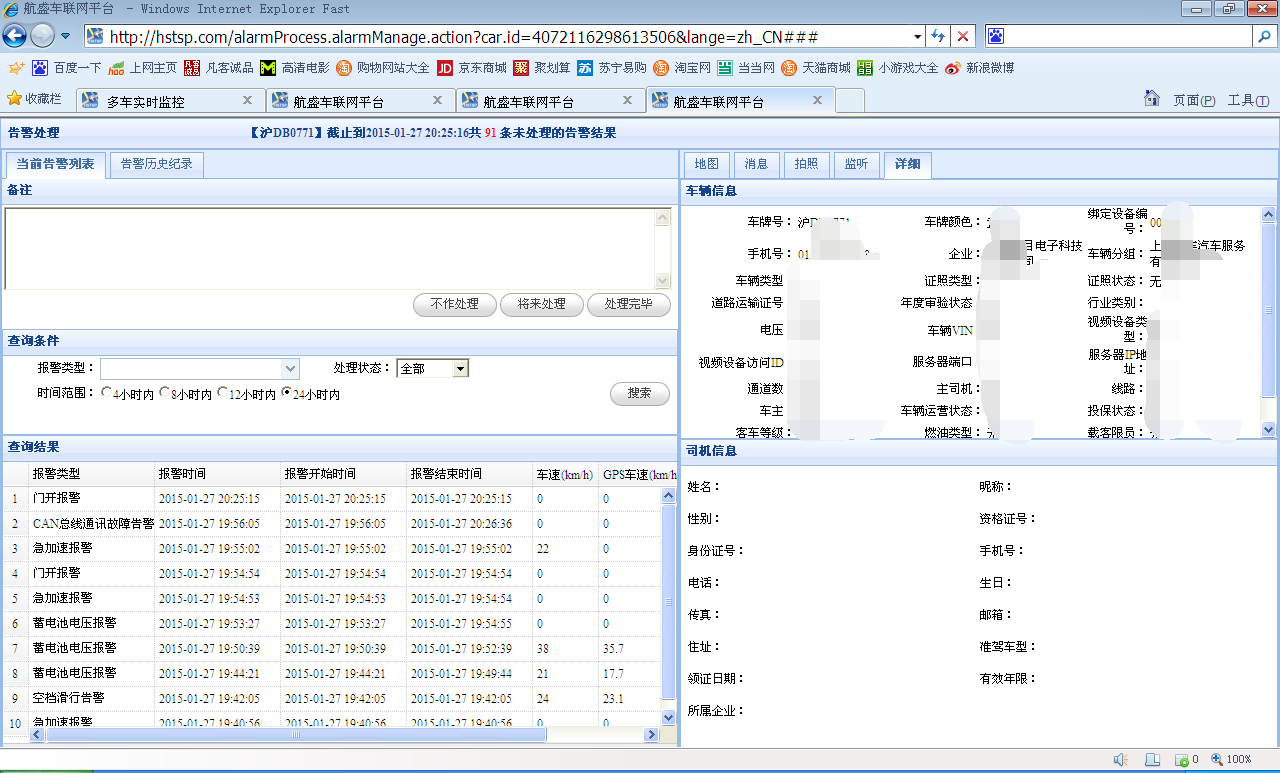 航盛车联网平台 - Windows Internet Explorer Fast
http://hstsp.com/alarmProcess.alarmManage.action?car.id=4072116298613506&lange=zh_CN###
百度一下 上网主页 凡客诚品 高清电影 购物网站大全 京东商城 聚划算 苏宁易购 淘宝网 当当网 天猫商城 小游戏大全 新浪微博
收藏栏 多车实时监控 航盛车联网平台 航盛车联网平台 航盛车联网平台 页面(P) 工具(T)
告警处理 【沪DB0771】截止到2015-01-27 20:25:16共 91 条未处理的告警结果
当前告警列表 告警历史纪录
备注
不作处理 将来处理 处理完毕
查询条件
报警类型： 处理状态： 全部
时间范围： 4小时内 8小时内 12小时内 24小时内 搜索
查询结果
报警类型 报警时间 报警开始时间 报警结束时间 车速(km/h) GPS车速(km/h
1 门开报警 2015-01-27 20:25:15 2015-01-27 20:25:15 2015-01-27 20:25:15 0 0
2 CAN总线通讯故障告警 2015-01-27 19:56:05 2015-01-27 19:56:05 2015-01-27 20:26:36 0 0
3 急加速报警 2015-01-27 19:55:02 2015-01-27 19:55:02 2015-01-27 19:55:02 22 0
4 门开报警 2015-01-27 19:54:54 2015-01-27 19:54:54 2015-01-27 19:54:54 0 0
5 急加速报警 2015-01-27 19:54:53 2015-01-27 19:54:53 2015-01-27 19:54:54 0 0
6 蓄电池电压报警 2015-01-27 19:53:27 2015-01-27 19:53:27 2015-01-27 19:54:55 0 0
7 蓄电池电压报警 2015-01-27 19:50:39 2015-01-27 19:50:39 2015-01-27 19:52:39 38 35.7
8 蓄电池电压报警 2015-01-27 19:44:21 2015-01-27 19:44:21 2015-01-27 19:49:44 21 17.7
9 空档滑行告警 2015-01-27 19:42:05 2015-01-27 19:42:05 2015-01-27 19:42:05 24 23.1
10 急加速报警 2015-01-27 19:40:56 2015-01-27 19:40:56 2015-01-27 19:40:56 0 0
地图 消息 拍照 监听 详细
车辆信息
车牌号： 沪D 车牌颜色： 绑定设备编号： 00
手机号： 01 企业： 目电子科技 车辆分组： 上 汽车服务有
车辆类型 证照类型： 证照状态： 无
道路运输证号 年度审验状态 行业类别：
电压 车辆VIN 视频设备类型：
视频设备访问ID 服务器端口 服务器IP地址：
通道数 主司机： 线路：
车主 车辆运营状态： 投保状态：
客车等级 燃油类型： 载客限员：
司机信息
姓名： 昵称：
性别： 资格证号：
身份证号： 手机号：
电话： 生日：
传真： 邮箱：
住址： 准驾车型：
领证日期： 有效年限：
所属企业：
0 100%